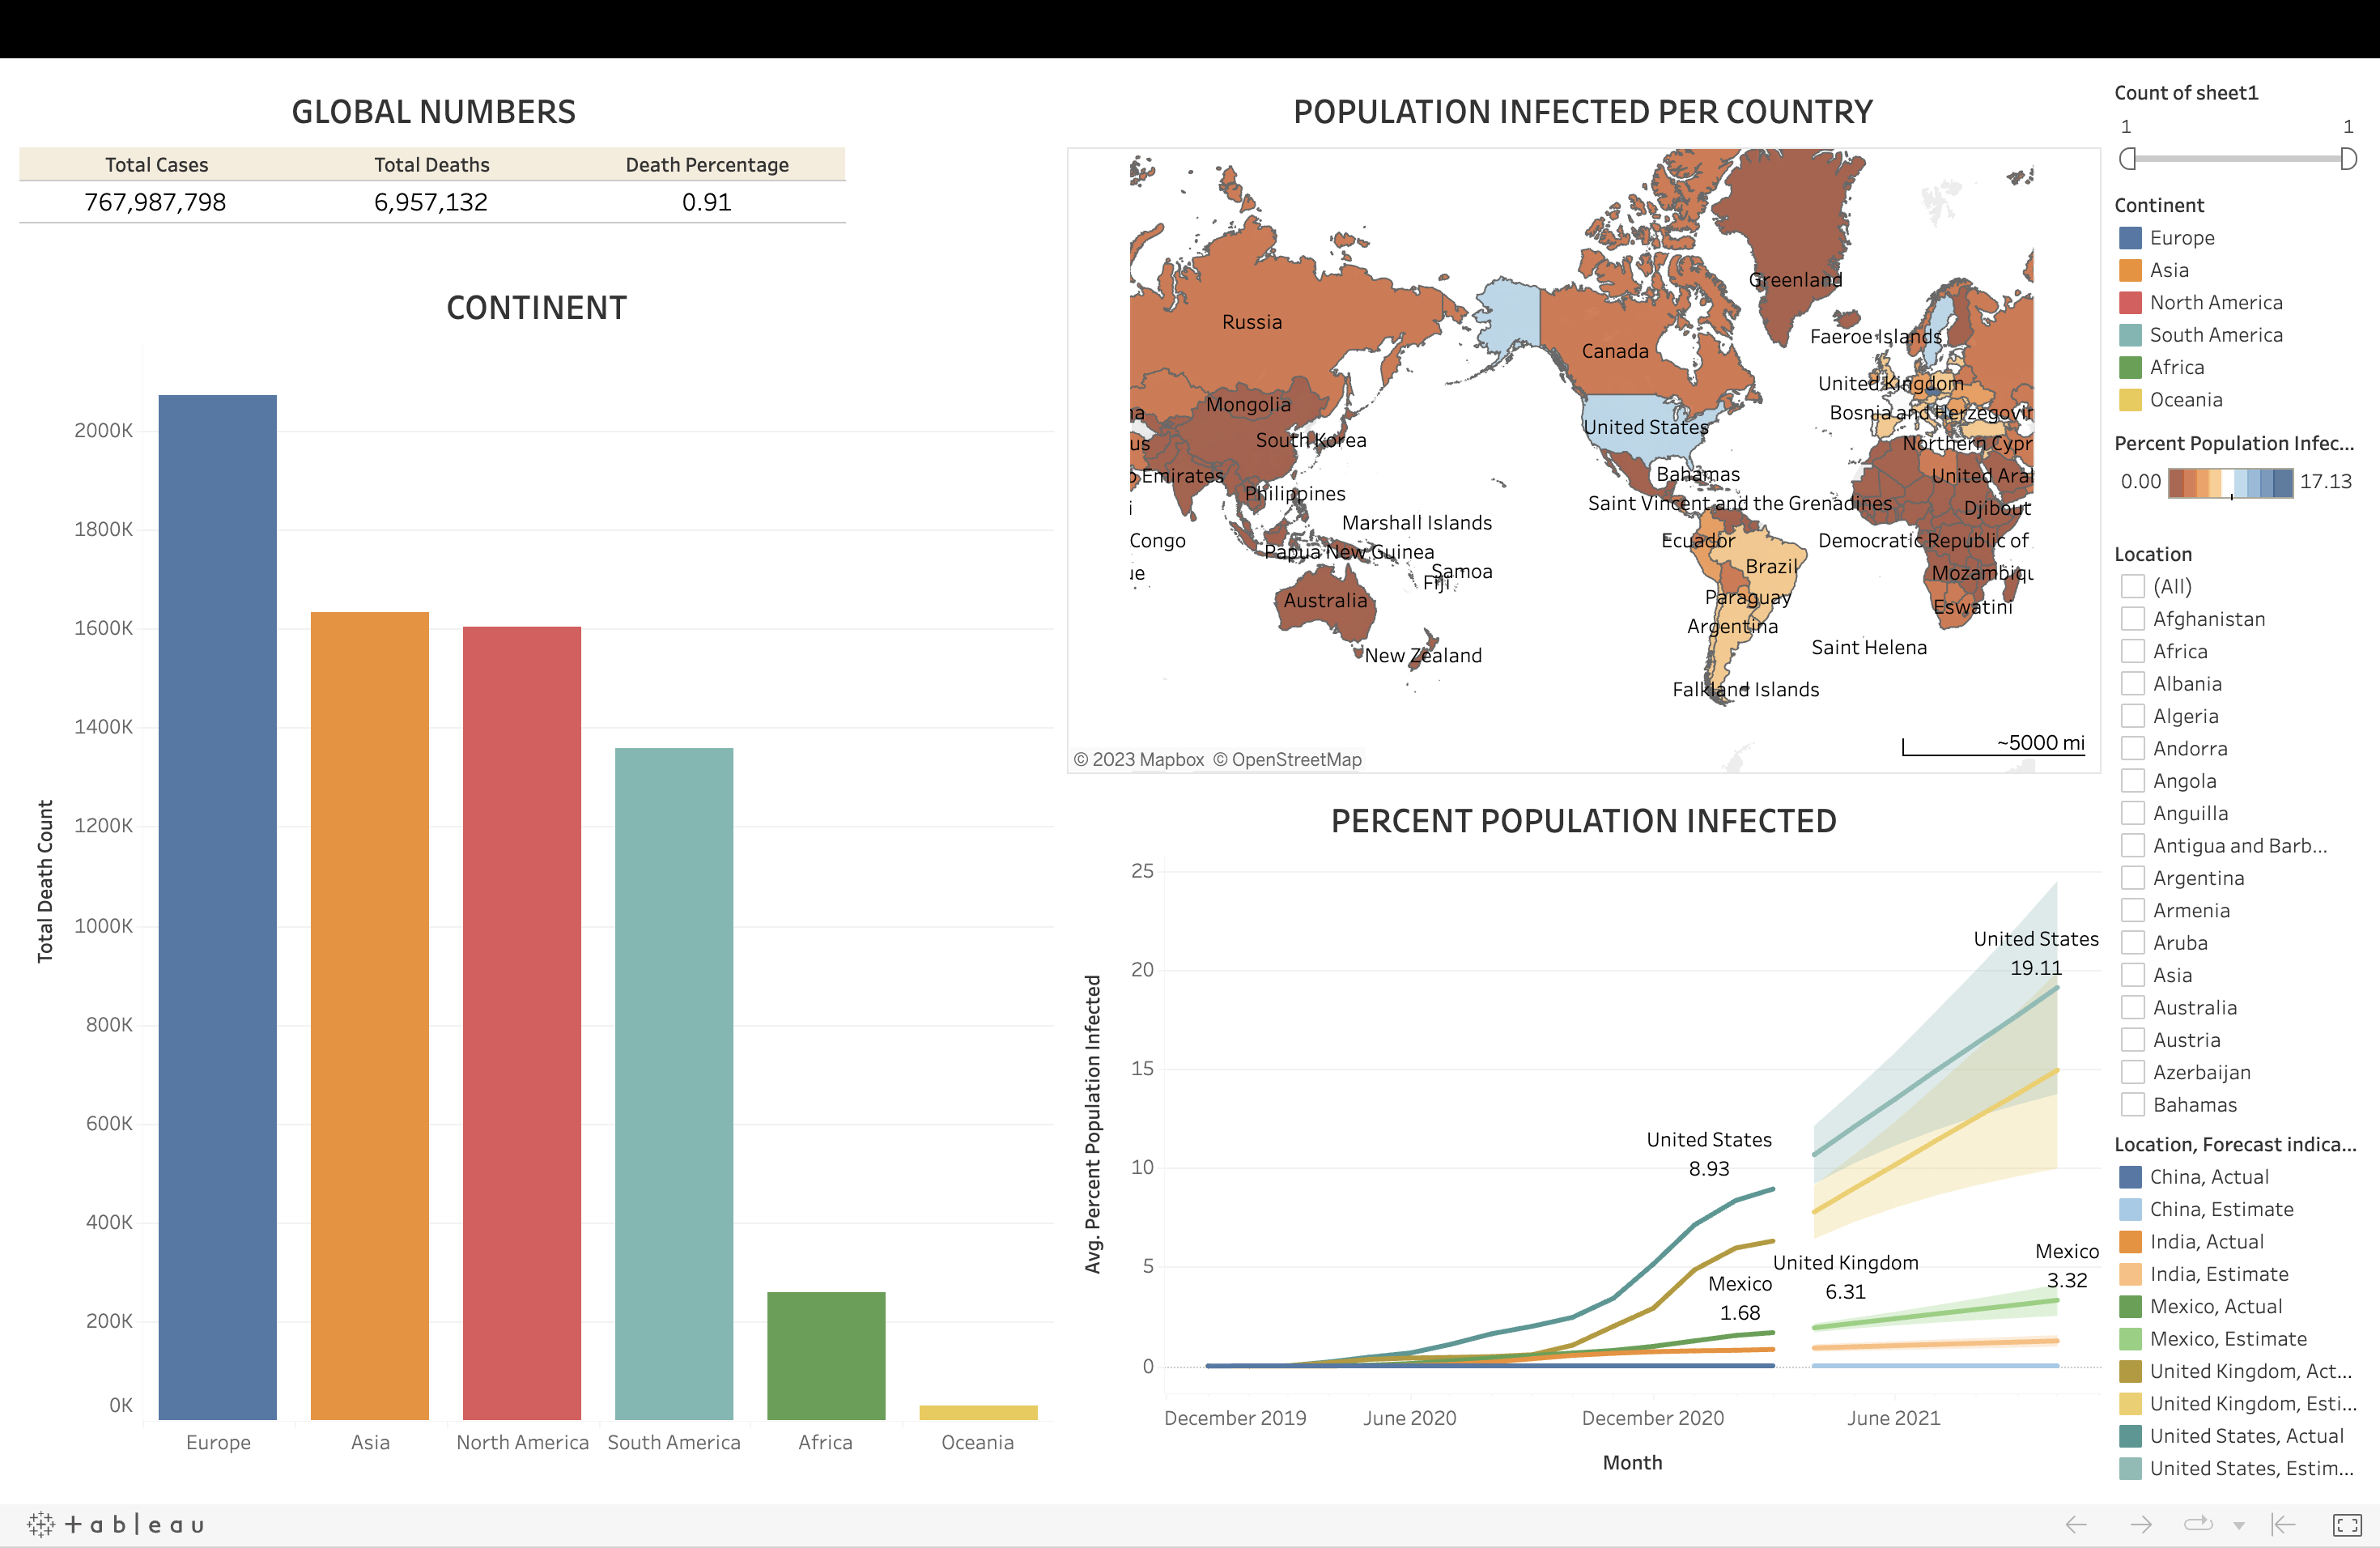 GLOBAL NUMBERS
Total Cases Total Deaths Death Percentage
767,987,798 6,957,132 0.91
CONTINENT
Total Death Count
2000K
1800K
1600K
1400K
1200K
1000K
800K
600K
400K
200K
0K
Europe Asia North America South America Africa Oceania
POPULATION INFECTED PER COUNTRY
Greenland
Russia
Faeroe Islands
Canada
United Kingdom
Mongolia
Bosnia and Herzegovin
na
United States
South Korea
us
Northern Cypr
Bahamas
o Emirates
United Aral
Philippines
Saint Vincent and the Grenadines
Djibout
Marshall Islands
Congo
Ecuador
Democratic Republic of
Papua New Guinea
Brazil
Samoa
Mozambiqu
ue
Fiji
Paraguay
Australia
Eswatini
Argentina
Saint Helena
New Zealand
Falkland Islands
~5000 mi
© 2023 Mapbox © OpenStreetMap
PERCENT POPULATION INFECTED
Avg. Percent Population Infected
25
20
15
10
5
0
United States
19.11
United States
8.93
United Kingdom
6.31
Mexico
1.68
Mexico
3.32
December 2019 June 2020 December 2020 June 2021
Month
Count of sheet1
1 1
Continent
Europe
Asia
North America
South America
Africa
Oceania
Percent Population Infec...
0.00 17.13
Location
(All)
Afghanistan
Africa
Albania
Algeria
Andorra
Angola
Anguilla
Antigua and Barb...
Argentina
Armenia
Aruba
Asia
Australia
Austria
Azerbaijan
Bahamas
Location, Forecast indica...
China, Actual
China, Estimate
India, Actual
India, Estimate
Mexico, Actual
Mexico, Estimate
United Kingdom, Act...
United Kingdom, Esti...
United States, Actual
United States, Estim...
+ableau